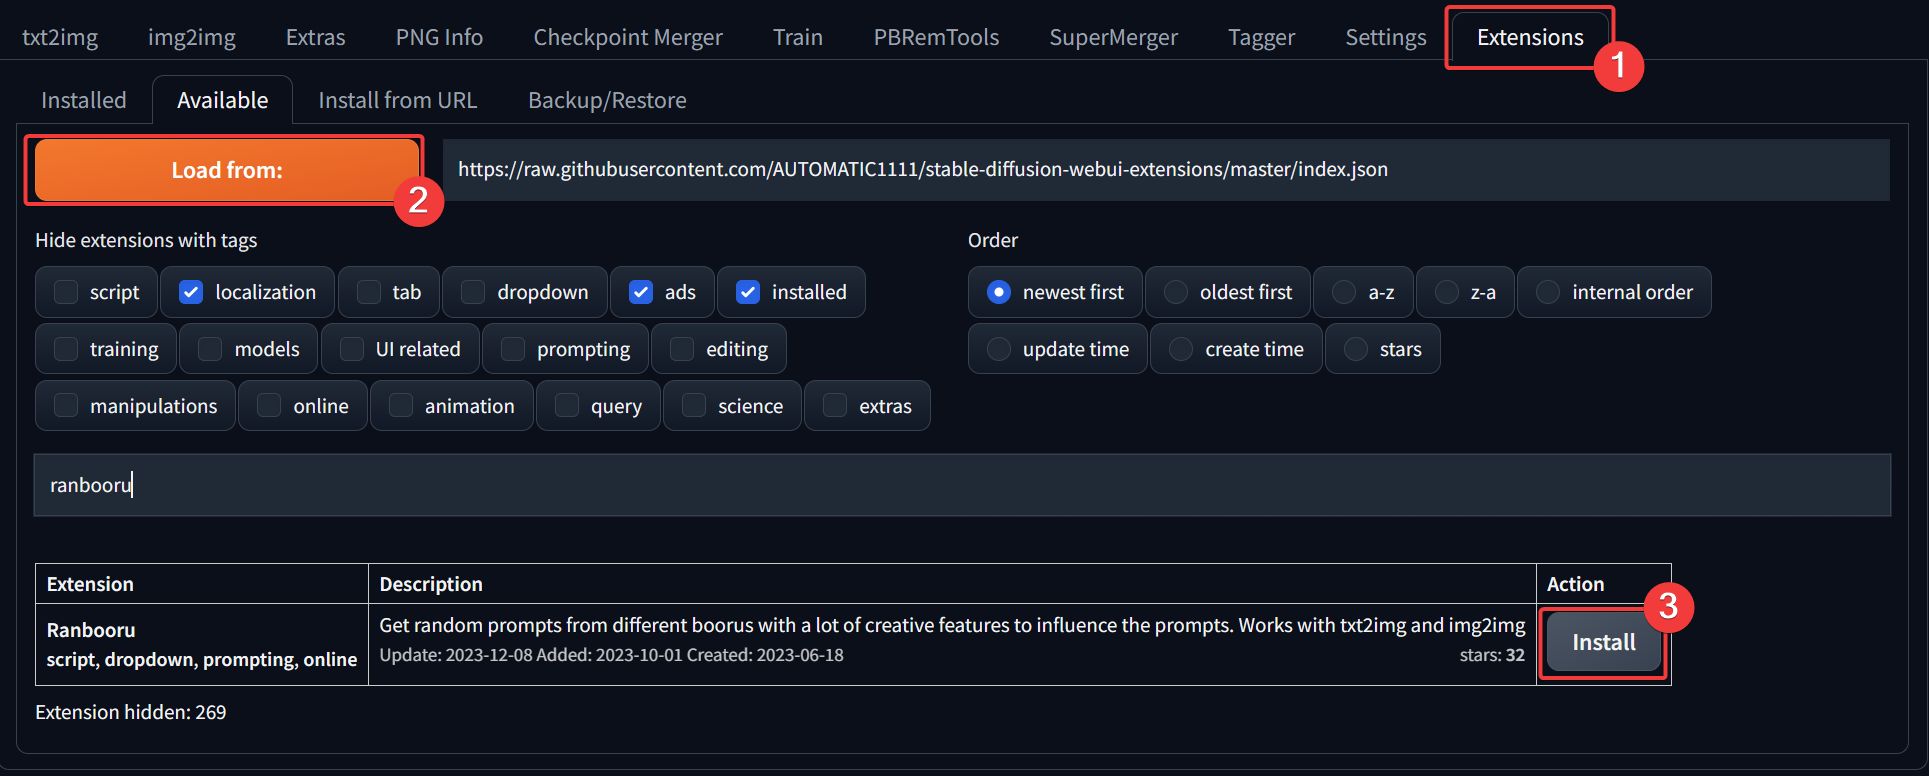 txt2img img2img Extras PNG Info Checkpoint Merger Train PBRemTools SuperMerger Tagger Settings Extensions
1
Installed Available Install from URL Backup/Restore
Load from: https://raw.githubusercontent.com/AUTOMATIC1111/stable-diffusion-webui-extensions/master/index.json
2
Hide extensions with tags Order
script localization tab dropdown ads installed newest first oldest first a-z z-a internal order
training models UI related prompting editing update time create time stars
manipulations online animation query science extras
ranbooru
Extension Description Action
3
Ranbooru Get random prompts from different boorus with a lot of creative features to influence the prompts. Works with txt2img and img2img Install
script, dropdown, prompting, online Update: 2023-12-08 Added: 2023-10-01 Created: 2023-06-18 stars: 32
Extension hidden: 269